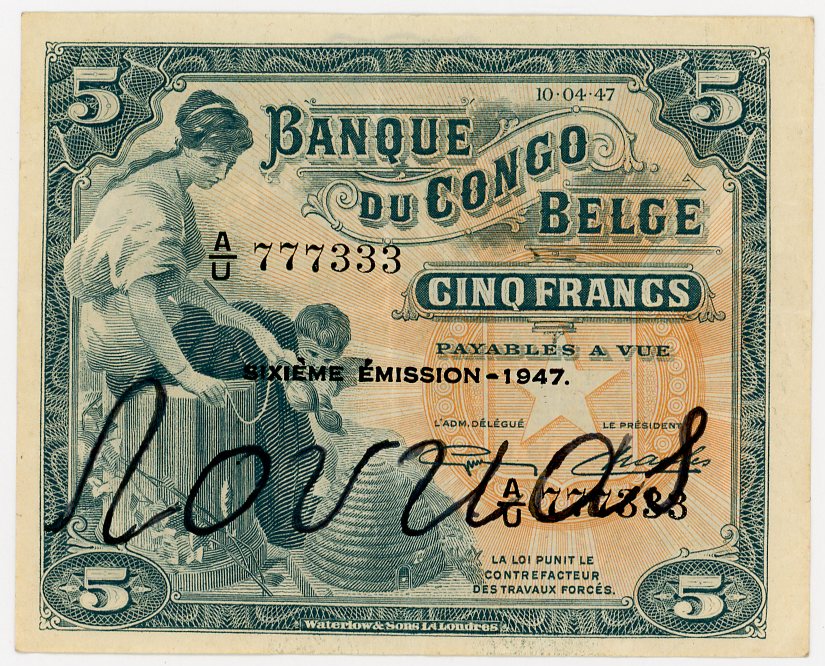 5 5
10·04·47
BANQUE
DU CONGO
BELGE
A/U 777333
CINQ FRANCS
PAYABLES A VUE
SIXIÈME ÉMISSION-1947.
L'ADM. DÉLÉGUÉ LE PRÉSIDENT
A/U 777333
LA LOI PUNIT LE
CONTREFACTEUR
DES TRAVAUX FORCÉS.
5 5
Waterlow & Sons Ld Londres